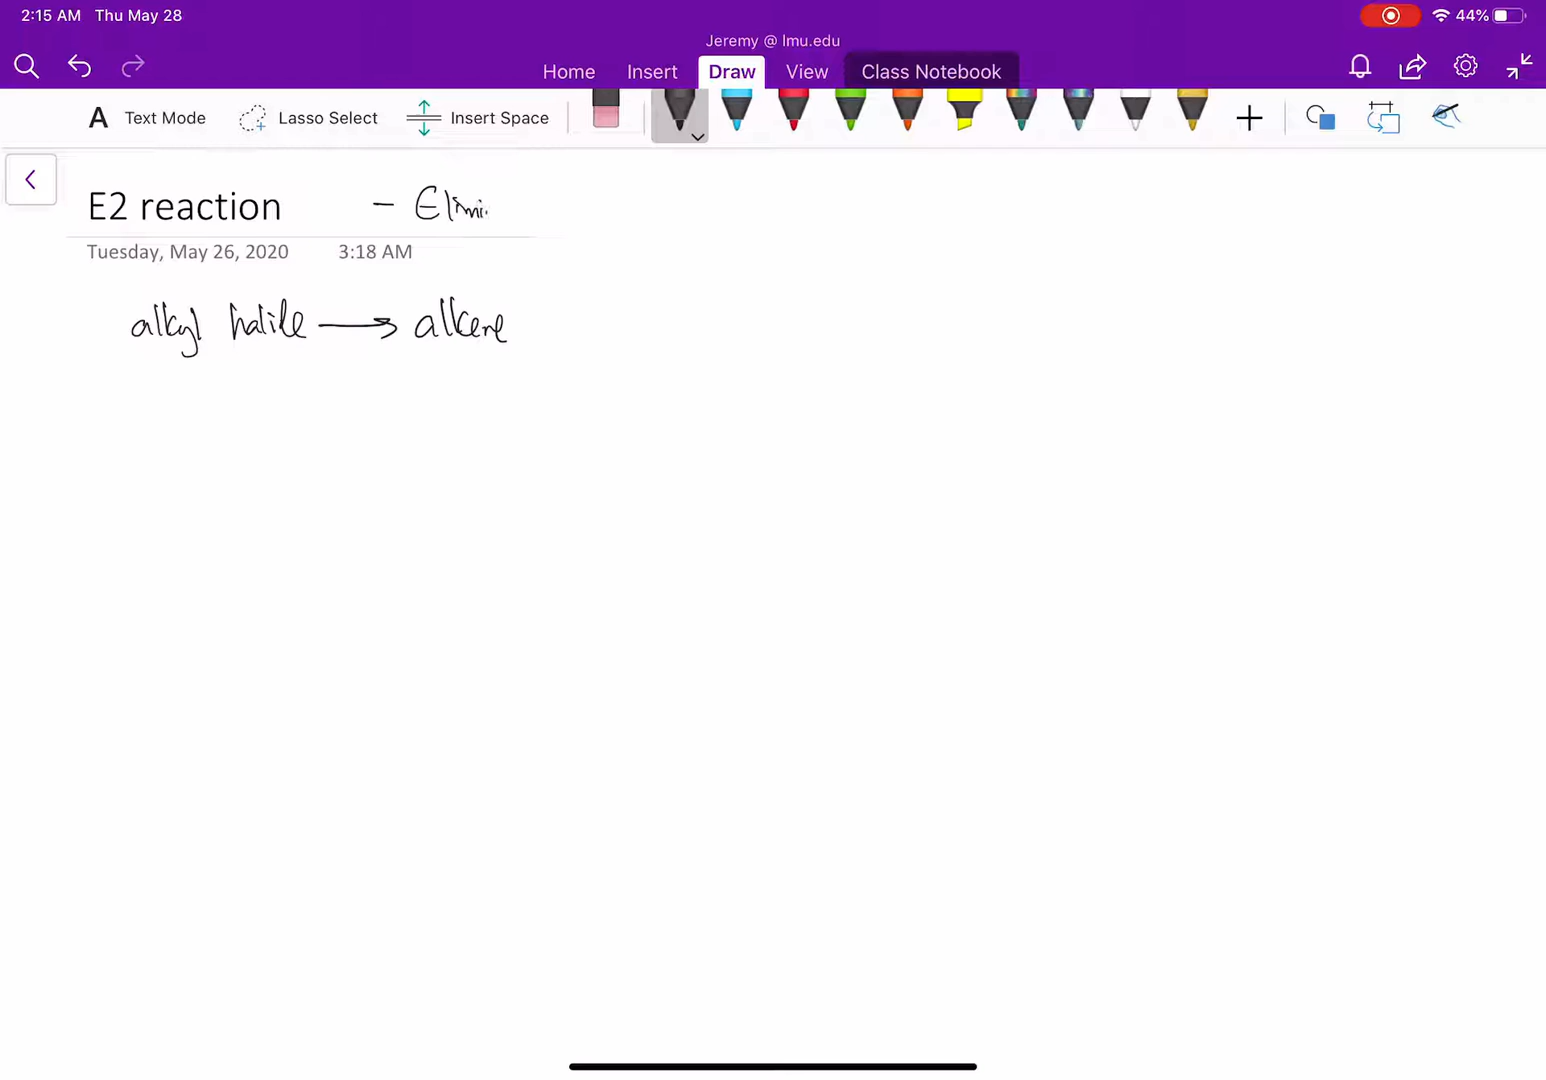 2:15 AM Thu May 28 44%
Jeremy @ lmu.edu
Home Insert Draw View Class Notebook
A Text Mode Lasso Select Insert Space
E2 reaction - Elimi
Tuesday, May 26, 2020 3:18 AM
alkyl halide → alkene